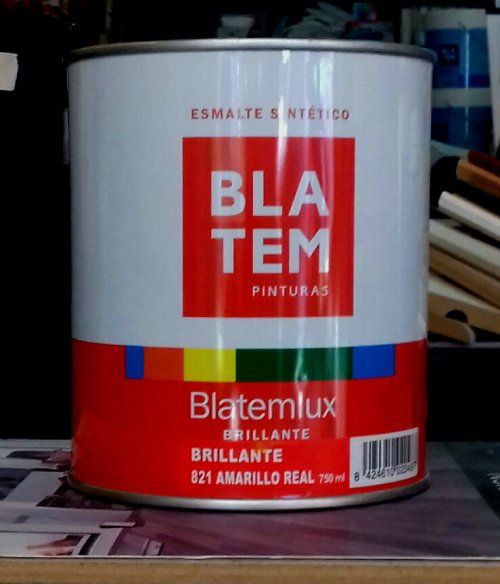 ESMALTE SINTÉTICO
BLA
TEM
PINTURAS
Blatemlux
BRILLANTE
BRILLANTE
821 AMARILLO REAL 750 ml